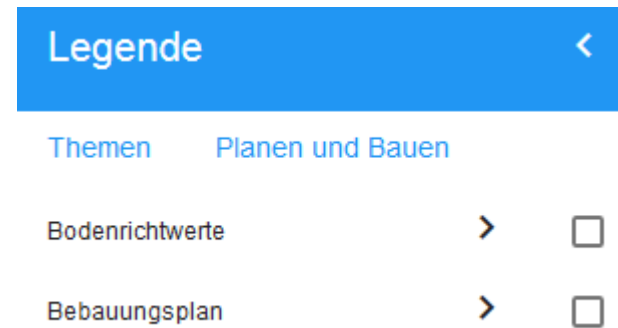 Legende
Themen Planen und Bauen
Bodenrichtwerte
Bebauungsplan